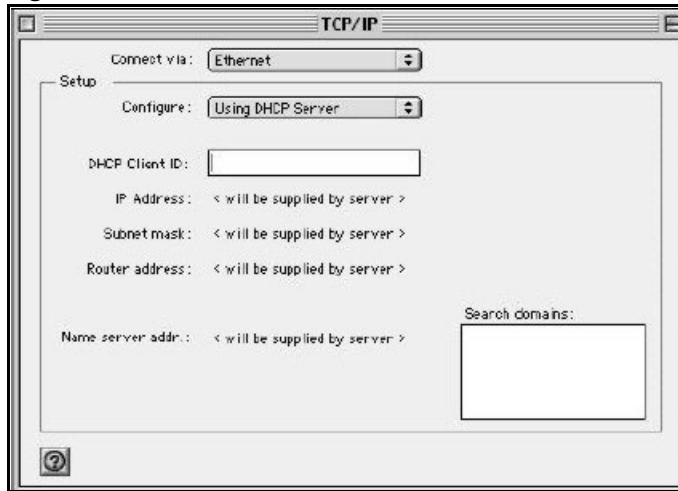 TCP/IP
Connect via: Ethernet
Setup
Configure: Using DHCP Server
DHCP Client ID:
IP Address: < will be supplied by server >
Subnet mask: < will be supplied by server >
Router address: < will be supplied by server >
Search domains:
Name server addr.: < will be supplied by server >
?